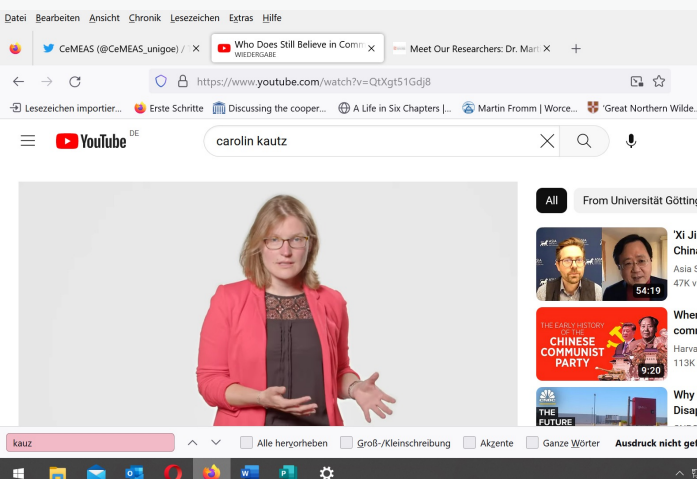 Datei Bearbeiten Ansicht Chronik Lesezeichen Extras Hilfe
CeMEAS (@CeMEAS_unigoe) /
Who Does Still Believe in Comm
WIEDERGABE
Meet Our Researchers: Dr. Mart
https://www.youtube.com/watch?v=QtXgt51Gdj8
Lesezeichen importier... Erste Schritte Discussing the cooper... A Life in Six Chapters |... Martin Fromm | Worce... 'Great Northern Wilde..
YouTube DE
carolin kautz
All From Universität Götting
'Xi Ji
China
Asia S
47K v
54:19
When
comm
Harva
113K
THE EARLY HISTORY
OF THE
CHINESE
COMMUNIST
PARTY
9:20
Why
Disap
THE
FUTURE
kauz Alle hervorheben Groß-/Kleinschreibung Akzente Ganze Wörter Ausdruck nicht gef